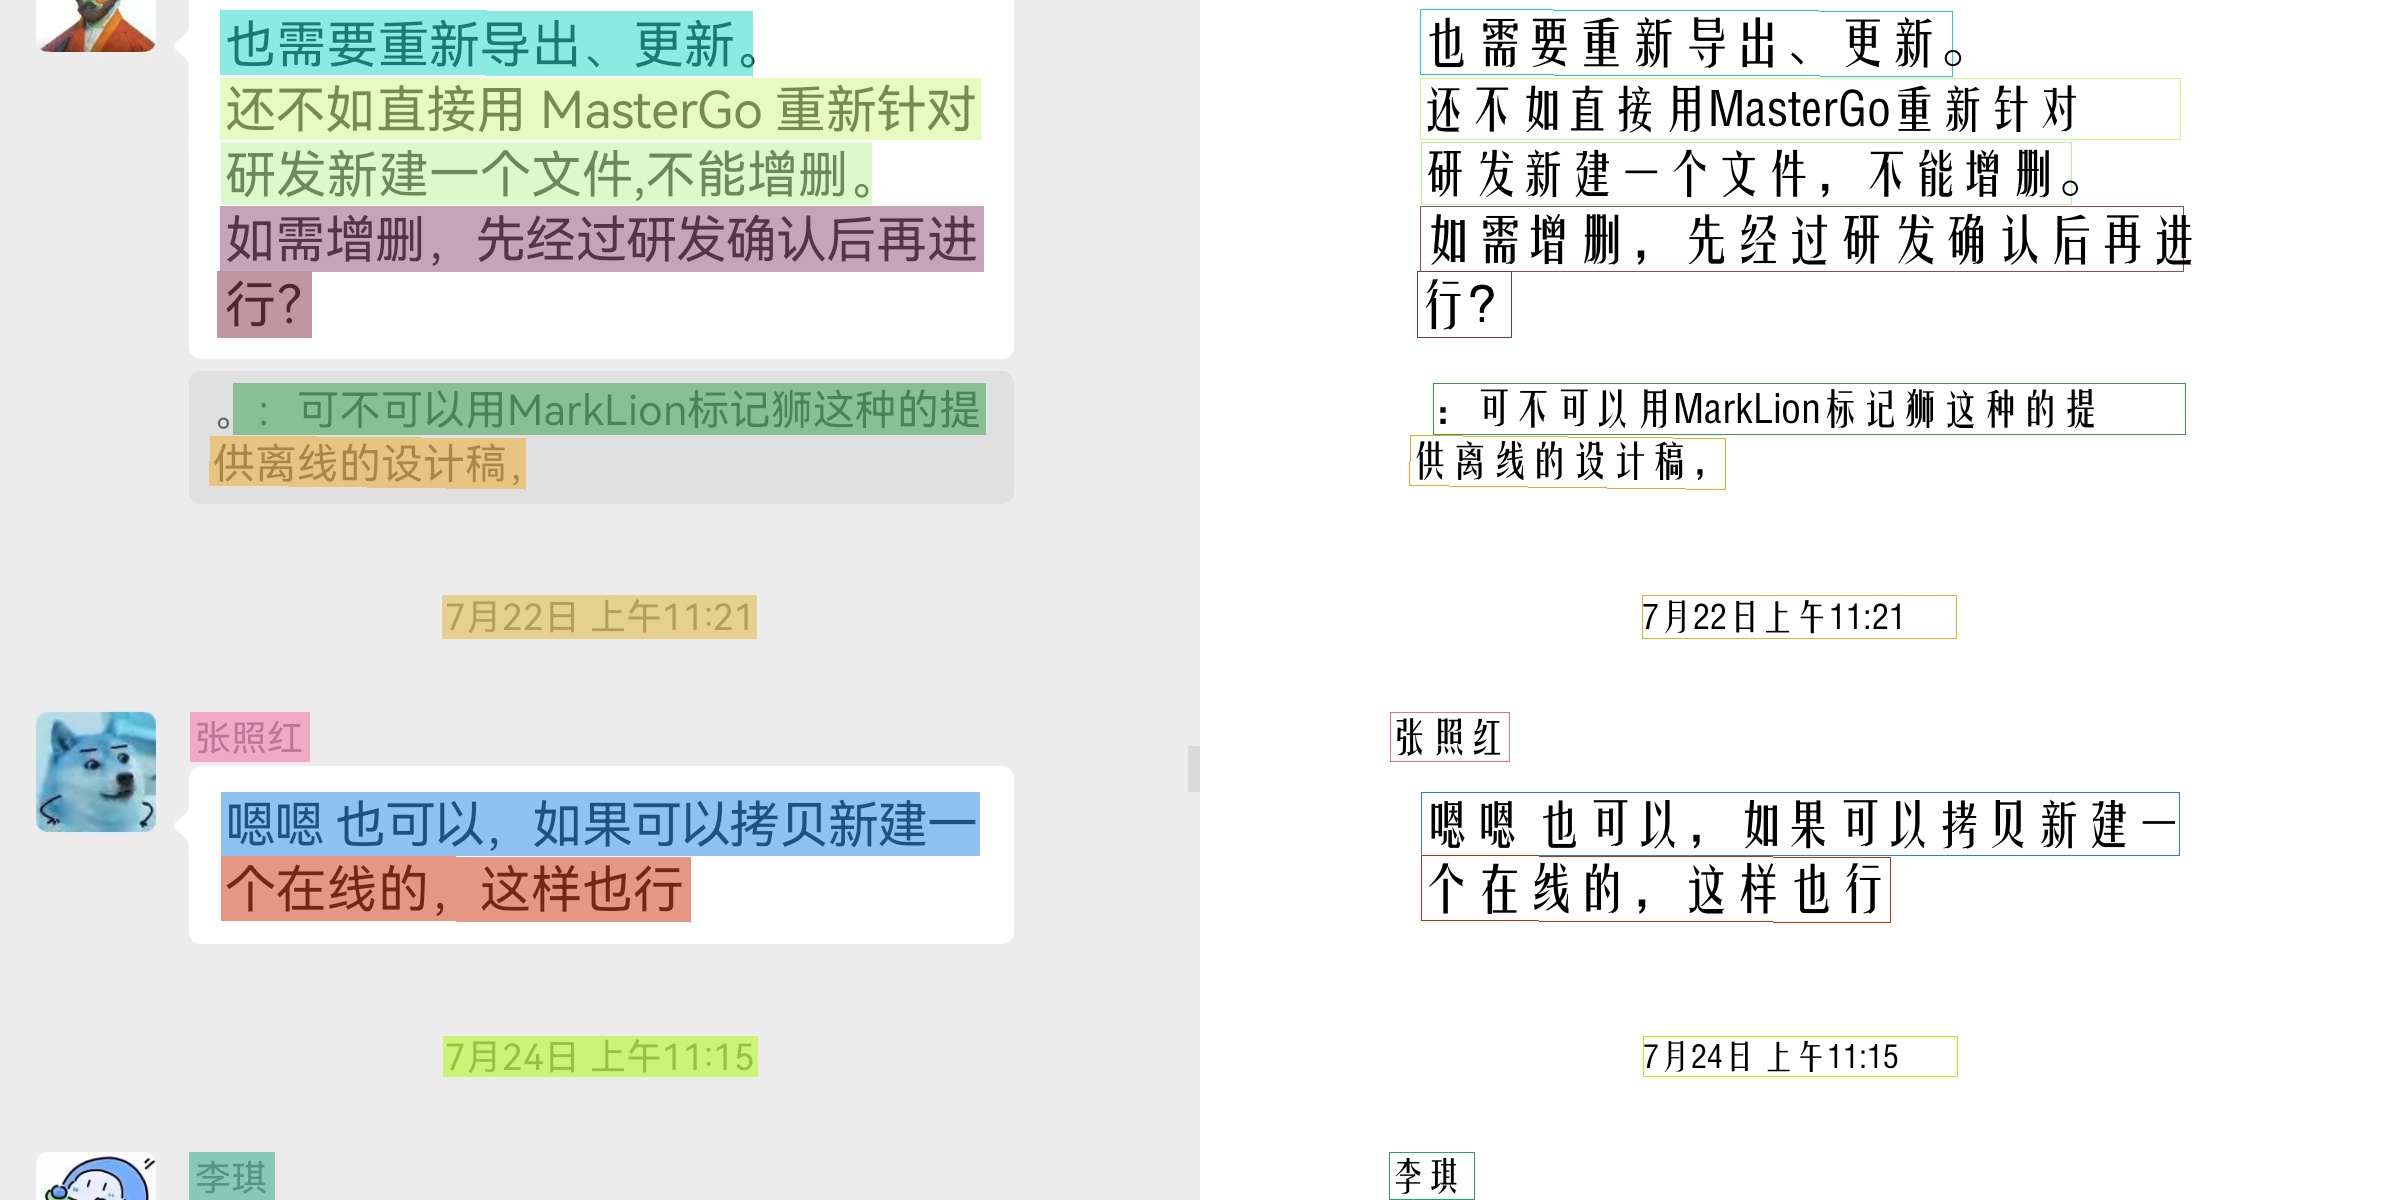 也需要重新导出、更新。
还不如直接用 MasterGo 重新针对
研发新建一个文件,不能增删。
如需增删，先经过研发确认后再进
行？
。：可不可以用MarkLion标记狮这种的提
供离线的设计稿,
7月22日 上午11:21
张照红
嗯嗯 也可以，如果可以拷贝新建一
个在线的，这样也行
7月24日 上午11:15
李琪
也需要重新导出、更新。
还不如直接用MasterGo重新针对
研发新建一个文件，不能增删。
如需增删，先经过研发确认后再进
行?
：可不可以用MarkLion标记狮这种的提
供离线的设计稿，
7月22日上午11:21
张照红
嗯嗯 也可以，如果可以拷贝新建一
个在线的，这样也行
7月24日 上午11:15
李琪